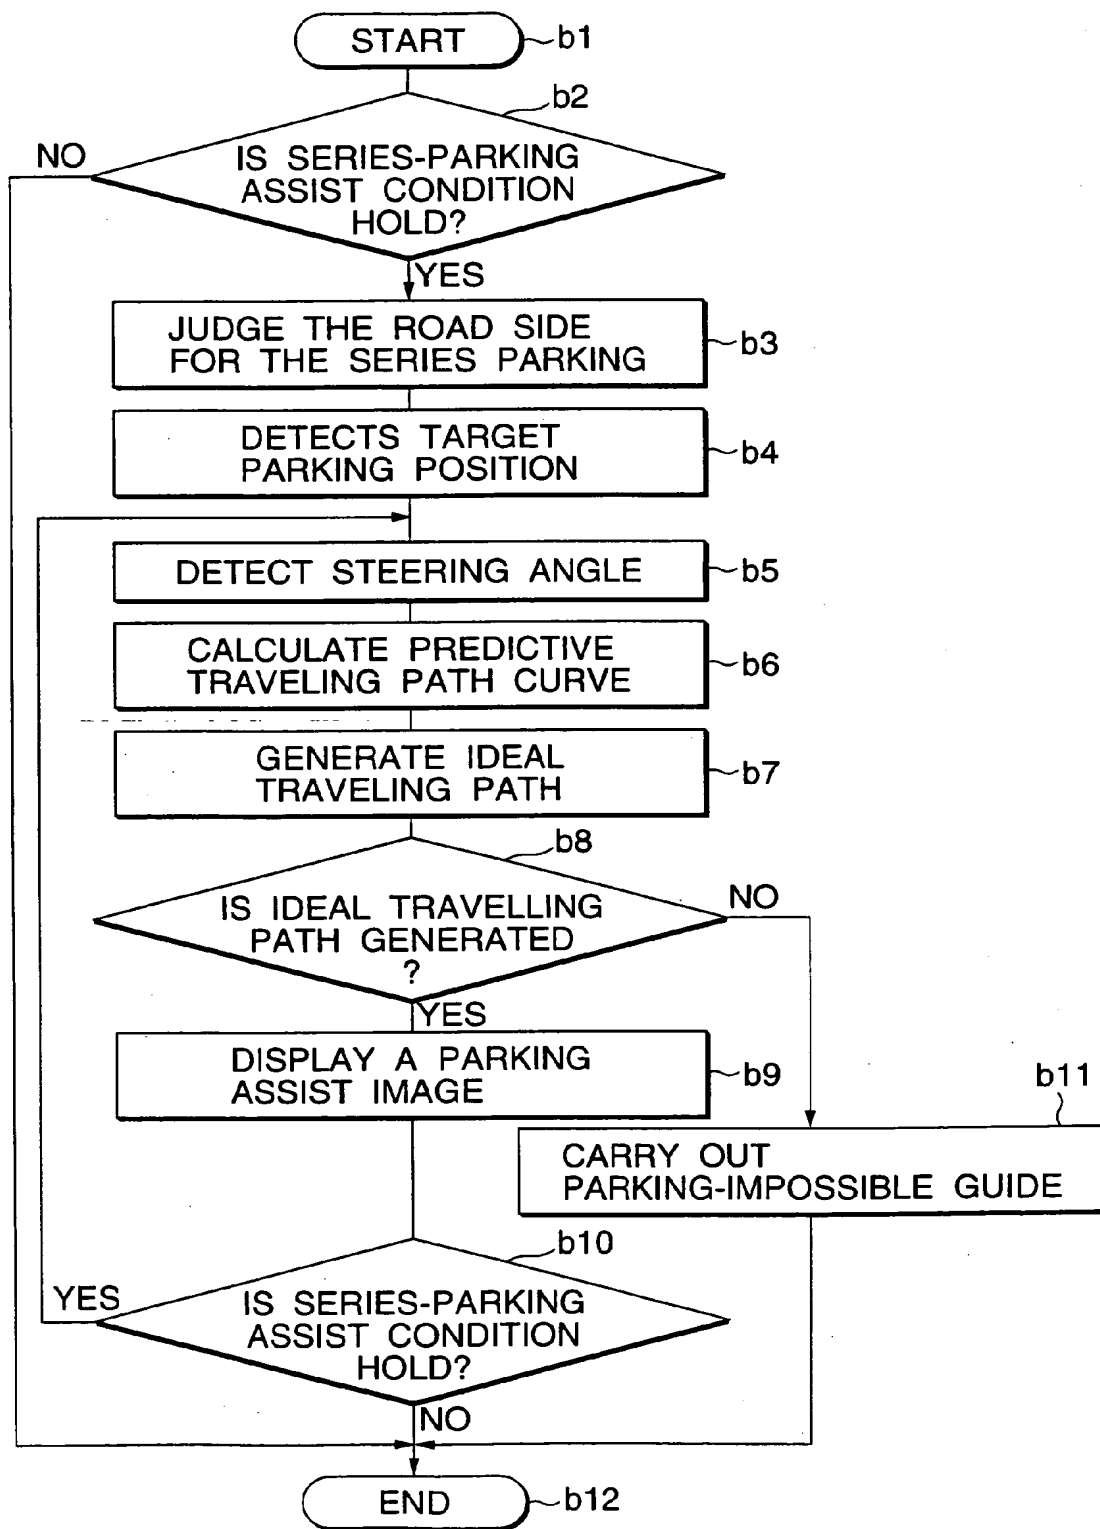 START
b1
b2
NO
IS SERIES-PARKING
ASSIST CONDITION
HOLD?
YES
JUDGE THE ROAD SIDE
FOR THE SERIES PARKING
b3
DETECTS TARGET
PARKING POSITION
b4
DETECT STEERING ANGLE
b5
CALCULATE PREDICTIVE
TRAVELING PATH CURVE
b6
GENERATE IDEAL
TRAVELING PATH
b7
b8
IS IDEAL TRAVELLING
PATH GENERATED
?
NO
YES
DISPLAY A PARKING
ASSIST IMAGE
b9
b11
CARRY OUT
PARKING-IMPOSSIBLE GUIDE
b10
YES
IS SERIES-PARKING
ASSIST CONDITION
HOLD?
NO
END
b12